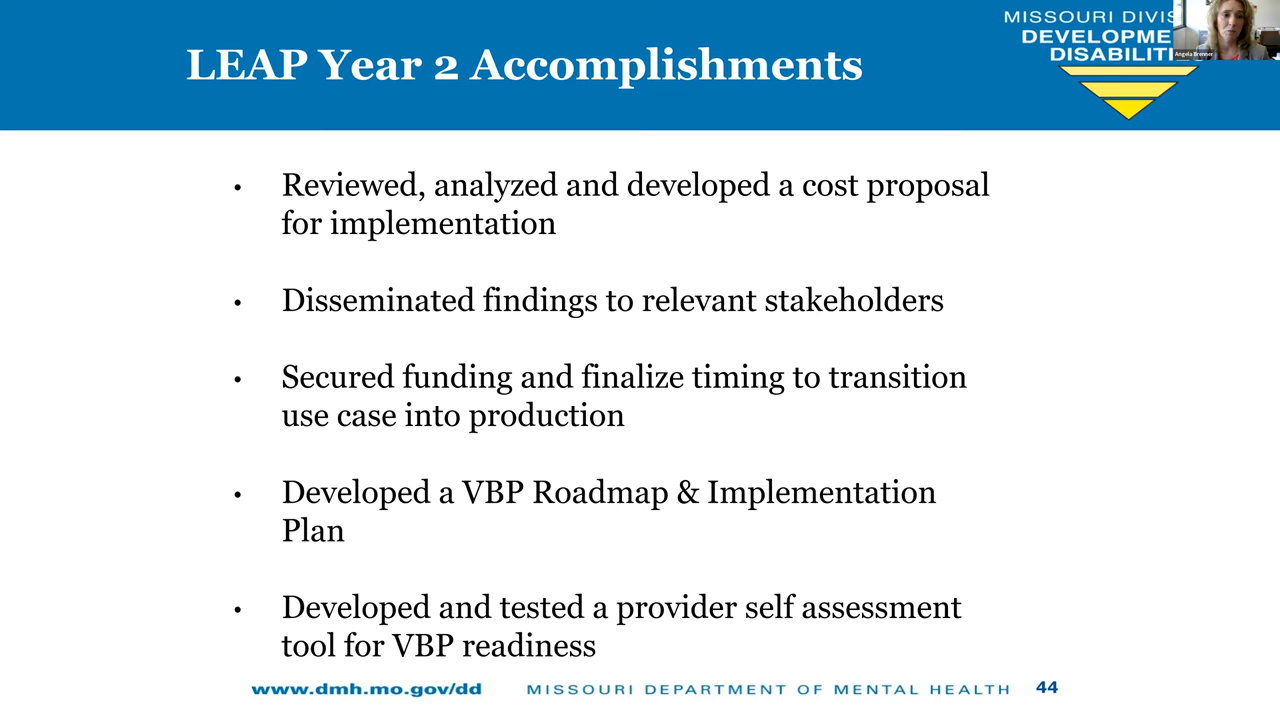 LEAP Year 2 Accomplishments
MISSOURI DIVIS
DEVELOPME
DISABILITI
Angela Brenner
• Reviewed, analyzed and developed a cost proposal
for implementation
• Disseminated findings to relevant stakeholders
• Secured funding and finalize timing to transition
use case into production
• Developed a VBP Roadmap & Implementation
Plan
• Developed and tested a provider self assessment
tool for VBP readiness
www.dmh.mo.gov/dd MISSOURI DEPARTMENT OF MENTAL HEALTH 44